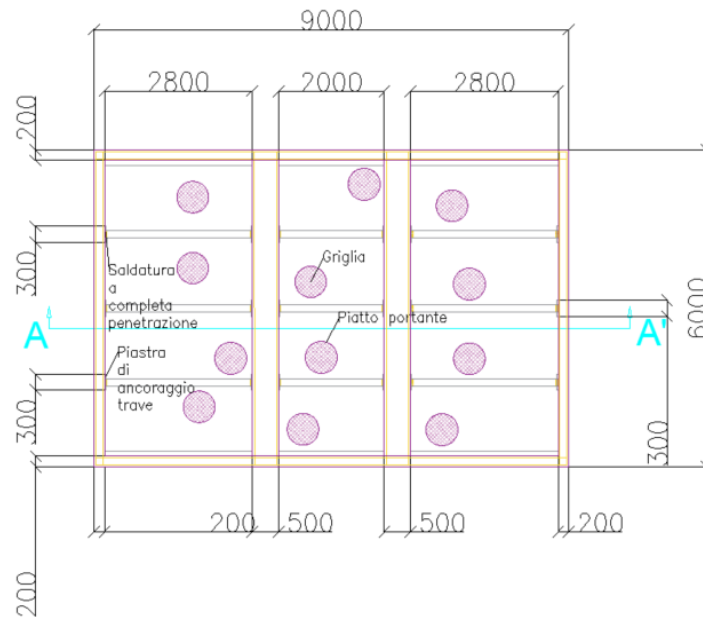 9000
2800
2000
2800
200
300
Saldatura
a
completa
penetrazione
Griglia
Piatto portante
A
A'
6000
Piastra
di
ancoraggio
trave
300
300
200
500
500
200
200